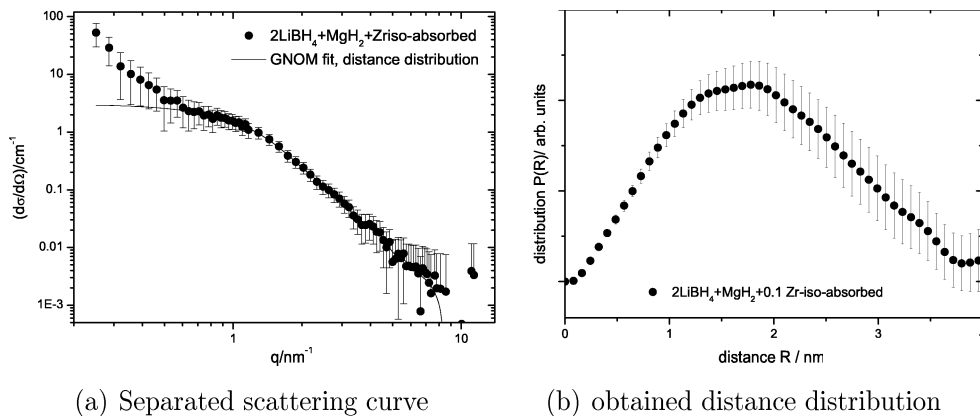 100
10
1
0.1
0.01
1E-3
(dσ/dΩ)/cm⁻¹
2LiBH₄+MgH₂+Zriso-absorbed
GNOM fit, distance distribution
1
10
q/nm⁻¹
(a) Separated scattering curve
distribution P(R)/ arb. units
2LiBH₄+MgH₂+0.1 Zr-iso-absorbed
0
1
2
3
distance R / nm
(b) obtained distance distribution